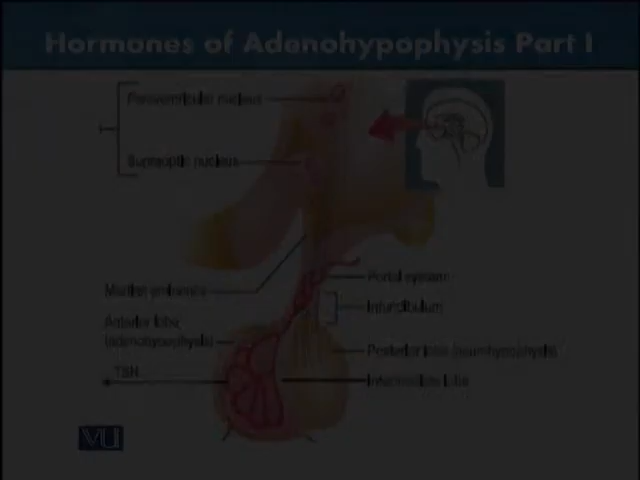 Hormones of Adenohypophysis Part I
Paraventricular nucleus
Supraoptic nucleus
Portal system
Median eminence
Infundibulum
Anterior lobe
(adenohypophysis)
Posterior lobe (neurohypophysis)
TSH
Intermediate lobe
VU